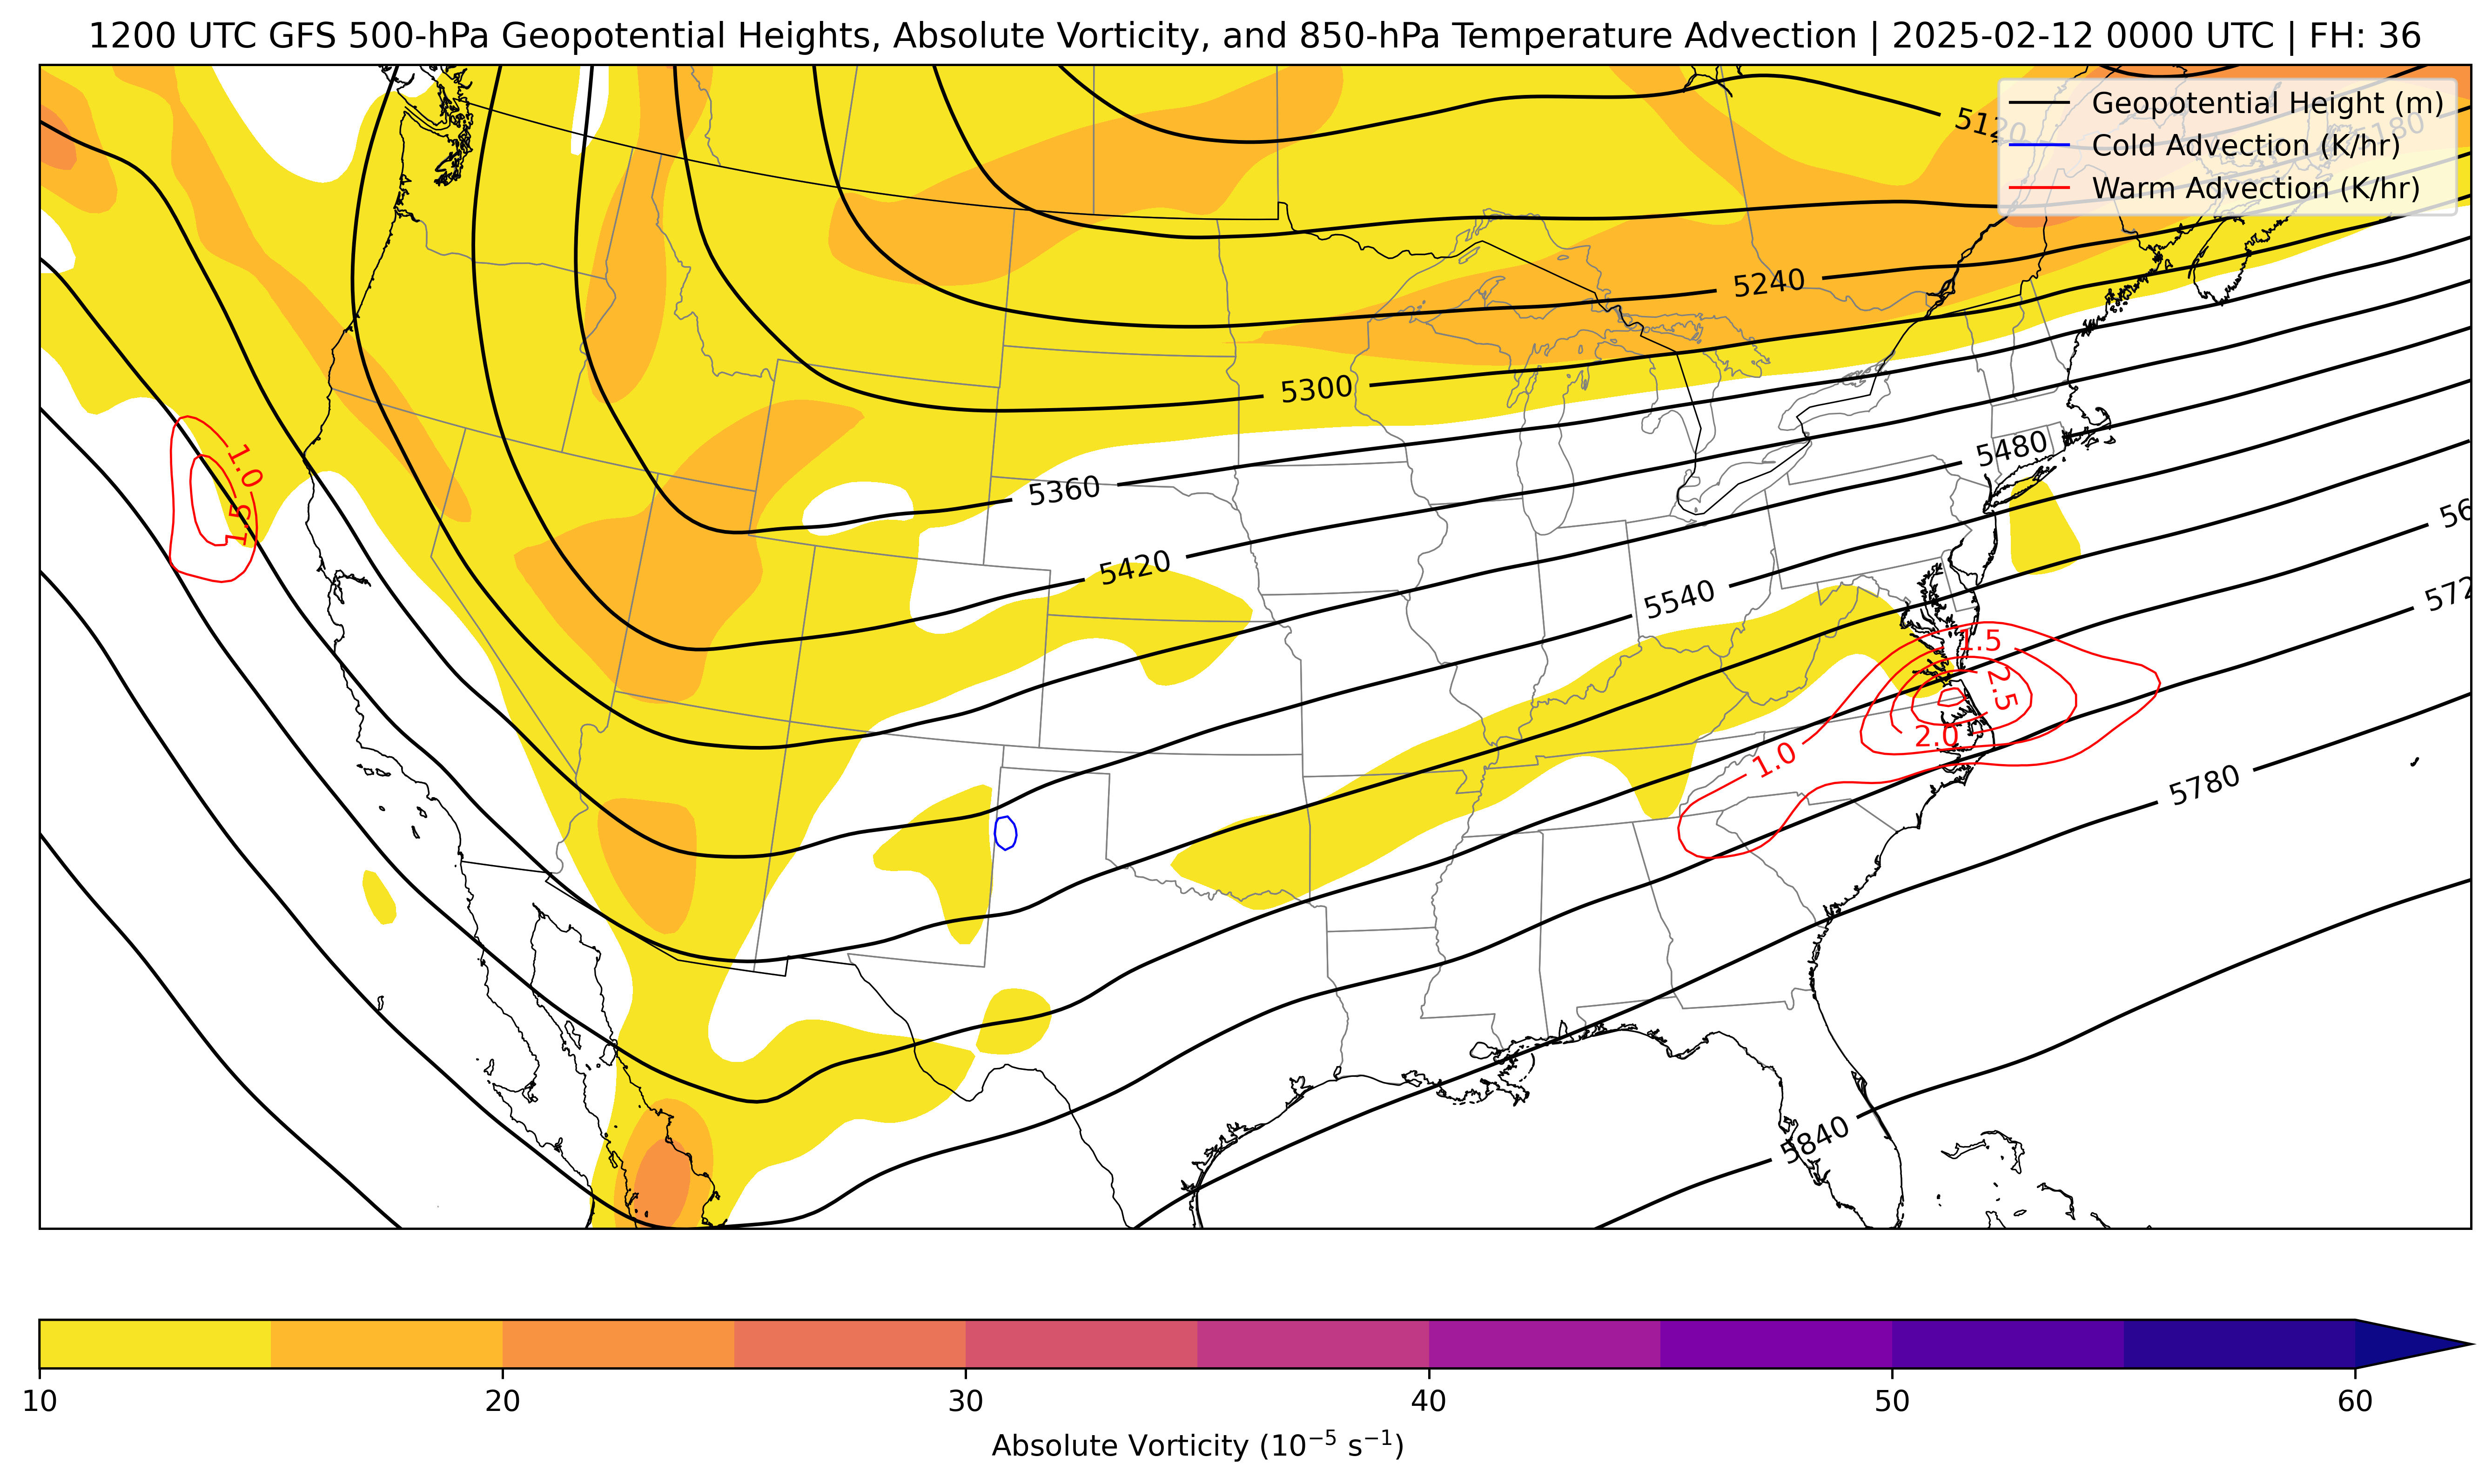 1200 UTC GFS 500-hPa Geopotential Heights, Absolute Vorticity, and 850-hPa Temperature Advection | 2025-02-12 0000 UTC | FH: 36
Geopotential Height (m)
Cold Advection (K/hr)
Warm Advection (K/hr)
5120
5180
5240
5300
5480
1.0
5360
1.5
5420
5540
572
1.5
2.5
2.0
1.0
5780
5840
10 20 30 40 50 60
Absolute Vorticity (10⁻⁵ s⁻¹)